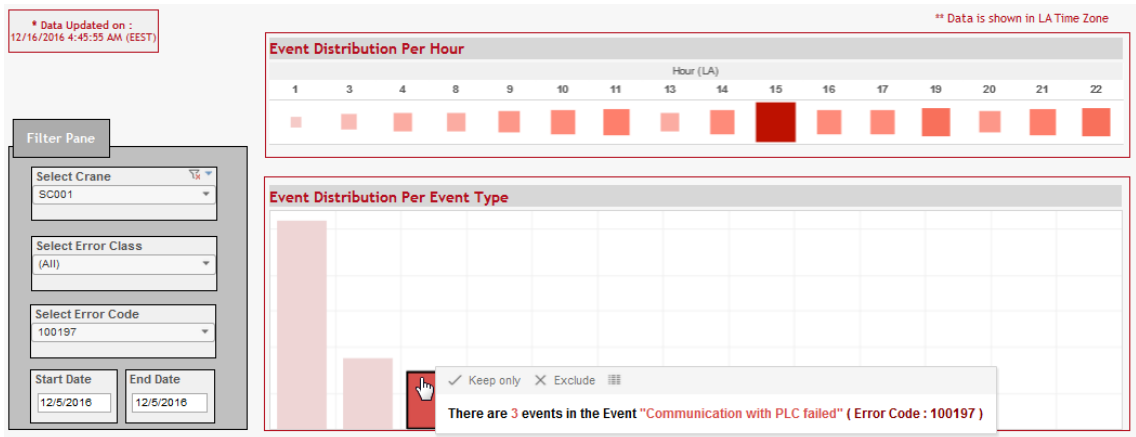 * Data Updated on :
12/16/2016 4:45:55 AM (EEST)
** Data is shown in LA Time Zone
Event Distribution Per Hour
Hour (LA)
1 3 4 8 9 10 11 13 14 15 16 17 19 20 21 22
Filter Pane
Select Crane
SC001
Select Error Class
(All)
Select Error Code
100197
Start Date End Date
12/5/2016 12/5/2016
Event Distribution Per Event Type
Keep only Exclude
There are 3 events in the Event "Communication with PLC failed" ( Error Code : 100197 )